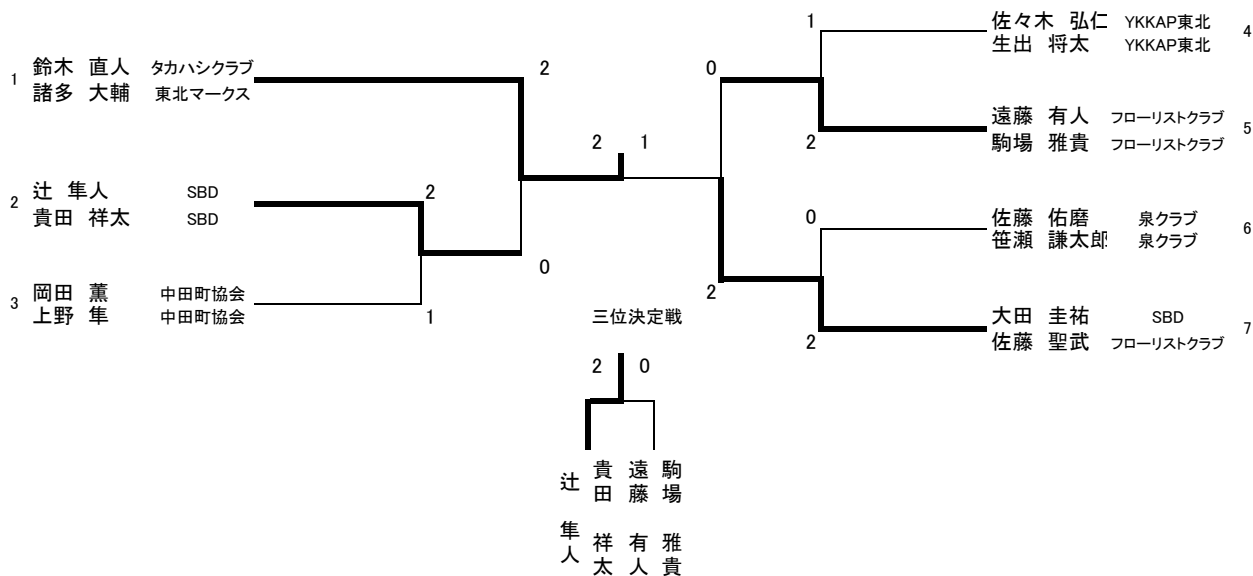 1 鈴木 直人 タカハシクラブ
諸多 大輔 東北マークス
2 辻 隼人 SBD
貴田 祥太 SBD
3 岡田 薫 中田町協会
上野 隼 中田町協会
2
2
0
1
2 1
0
2
1
2
0
2
佐々木 弘仁 YKKAP東北 4
生出 将太 YKKAP東北
遠藤 有人 フローリストクラブ 5
駒場 雅貴 フローリストクラブ
佐藤 佑磨 泉クラブ 6
笹瀬 謙太郎 泉クラブ
大田 圭祐 SBD 7
佐藤 聖武 フローリストクラブ
三位決定戦
2 0
辻 隼人
貴田 祥太
遠藤 有人
駒場 雅貴